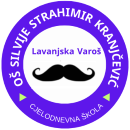 OŠ SILVIJE STRAHIMIR KRANJČEVIĆ
Lavanjska Varoš
CJELODNEVNA ŠKOLA